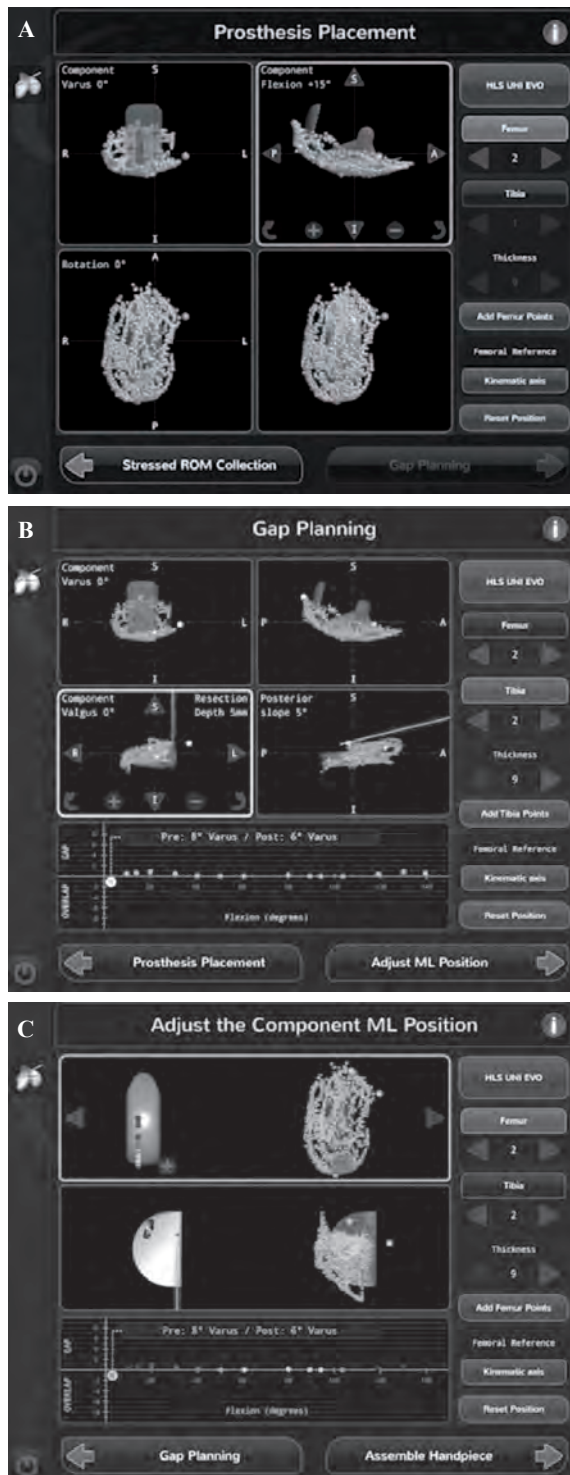 A
Prosthesis Placement
i
Component
Varus 0°
S
R
L
I
Component
Flexion +15°
S
P
A
I
HLS UNI EVO
Femur
2
Tibia
Thickness
9
Rotation 0°
A
R
L
P
Add Femur Points
Femoral Reference
Kinematic axis
Reset Position
Stressed ROM Collection
Gap Planning
B
Gap Planning
i
Component
Varus 0°
S
R
L
I
S
P
A
I
HLS UNI EVO
Femur
2
Tibia
2
Thickness
9
Component
Valgus 0°
Resection
Depth 5mm
S
R
L
I
Posterior
slope 5°
S
P
A
I
Add Tibia Points
Femoral Reference
Kinematic axis
Reset Position
GAP
OVERLAP
Pre: 8° Varus / Post: 6° Varus
Flexion (degrees)
Prosthesis Placement
Adjust ML Position
C
Adjust the Component ML Position
i
HLS UNI EVO
Femur
2
Tibia
2
Thickness
9
Add Femur Points
Femoral Reference
Kinematic axis
Reset Position
GAP
OVERLAP
Pre: 8° Varus / Post: 6° Varus
Flexion (degrees)
Gap Planning
Assemble Handpiece